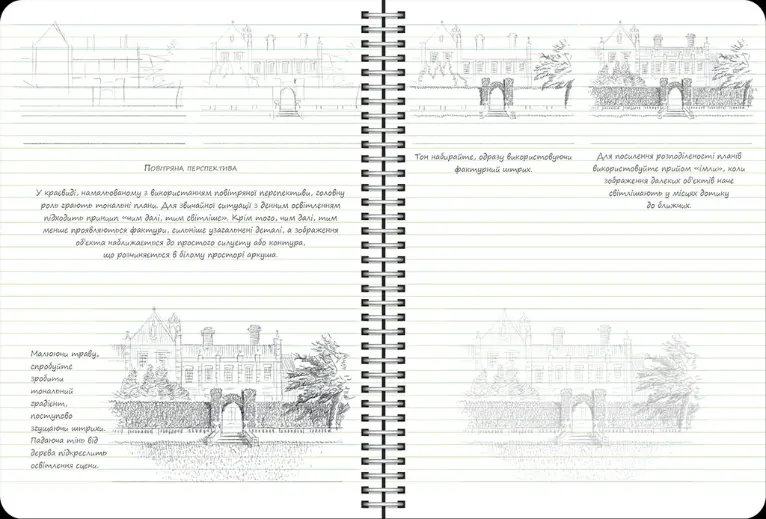 Повітряна перспектива
У краєвиді, намальованому з використанням повітряної перспективи, головну
роль грають тональні плани. Для звичайної ситуації з денним освітленням
підходить принцип «чим далі, тим світліше». Крім того, чим далі, тим
менше проявляються фактури, сильніше узагальнені деталі, а зображення
об'єкта наближається до простого силуету або контура,
що розчиняється в білому просторі аркуша.
Малюючи траву,
спробуйте
зробити
тональний
градієнт,
поступово
згущаючи штрихи.
Падаюча тінь від
дерева підкреслить
освітлення сцени.
Тон набирайте, одразу використовуючи
фактурний штрих.
Для посилення розподіленості планів
використовуйте прийом «імли», коли
зображення далеких об'єктів наче
світлішають у місцях дотику
до ближчих.